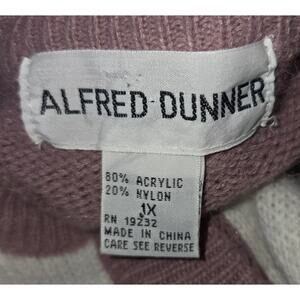 ALFRED DUNNER
80% ACRYLIC
20% NYLON
1X
RN 19232
MADE IN CHINA
CARE SEE REVERSE